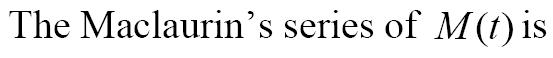 The Maclaurin’s series of M(t) is